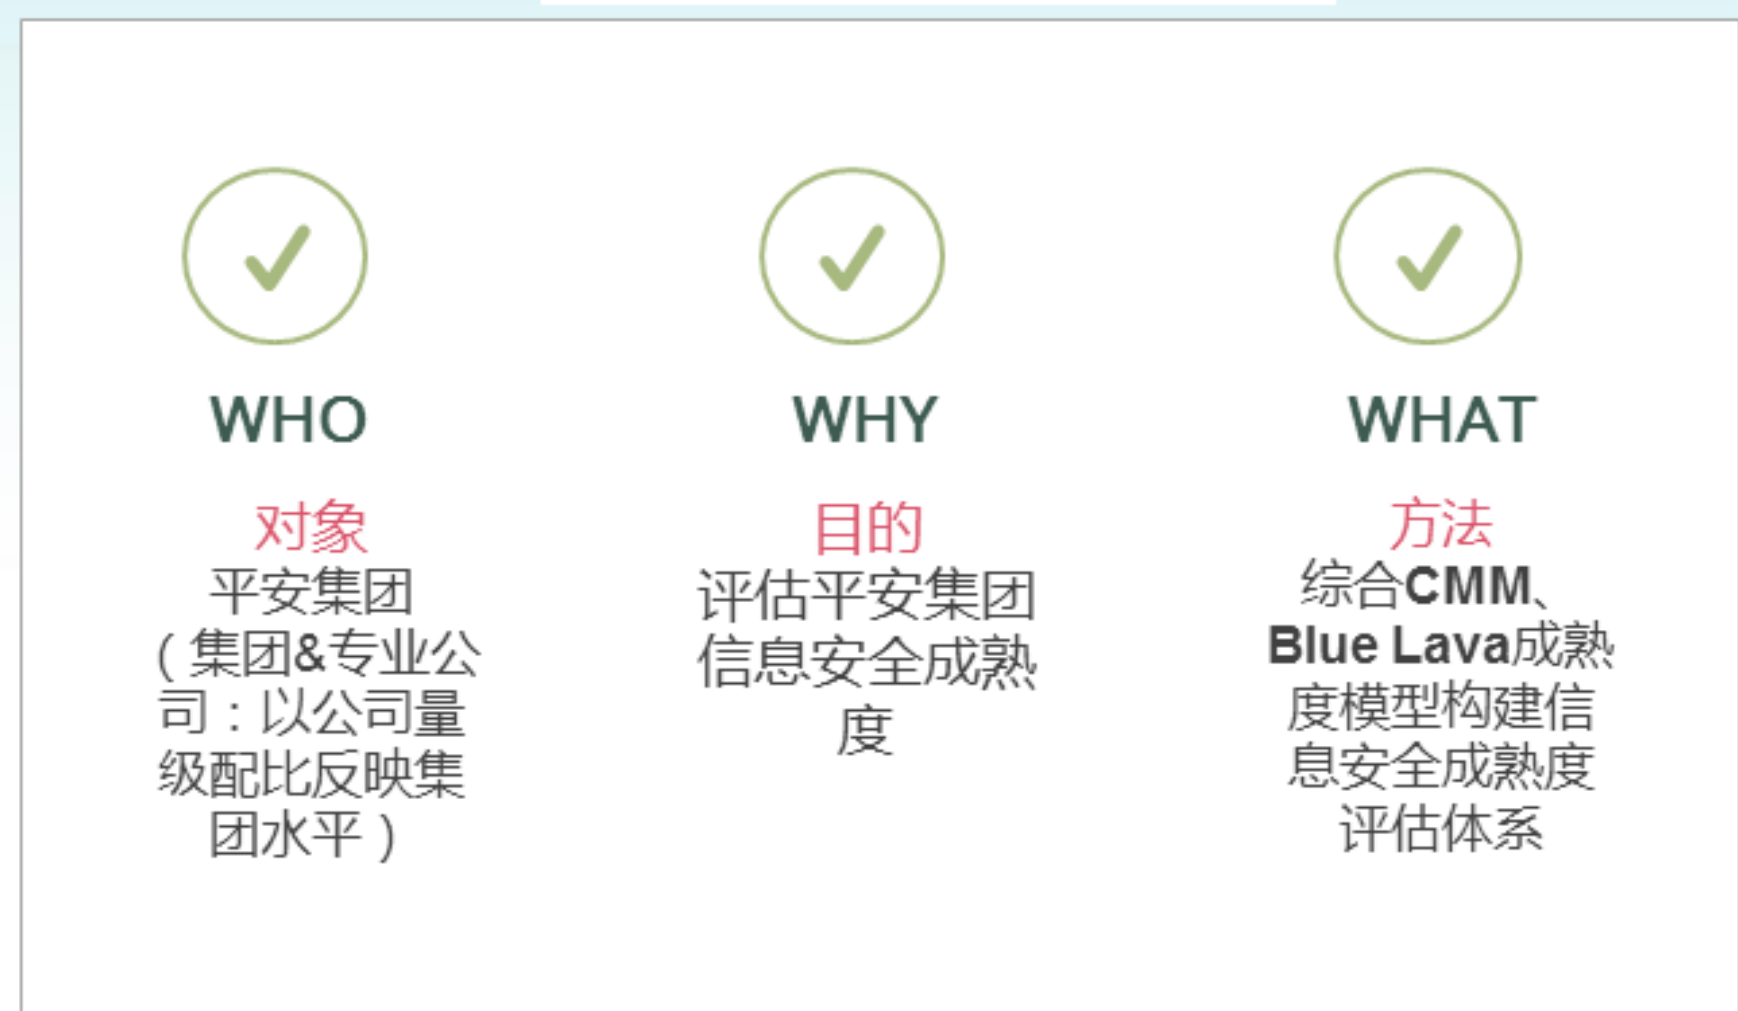 WHO
对象
平安集团
（集团&专业公
司：以公司量
级配比反映集
团水平）
WHY
目的
评估平安集团
信息安全成熟
度
WHAT
方法
综合CMM、
Blue Lava成熟
度模型构建信
息安全成熟度
评估体系